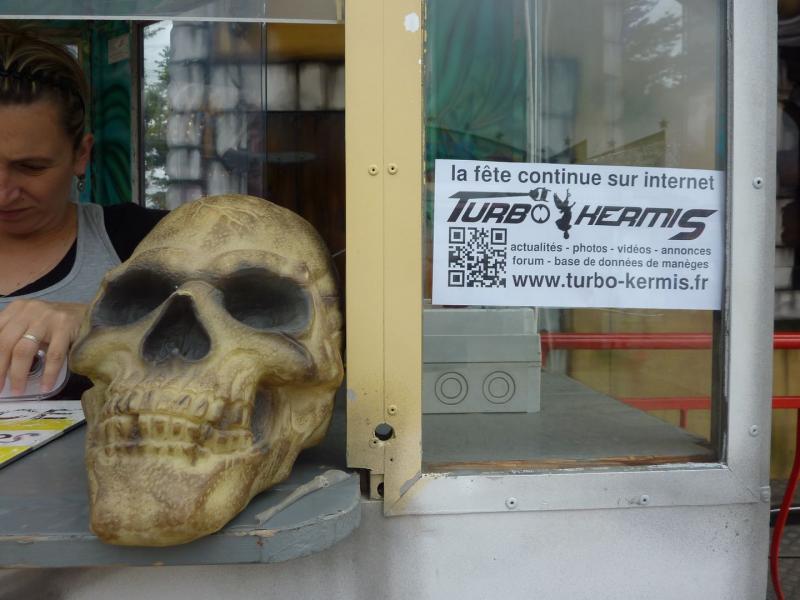 la fête continue sur internet
TURBO KERMIS
actualités - photos - vidéos - annonces
forum - base de données de manèges
www.turbo-kermis.fr